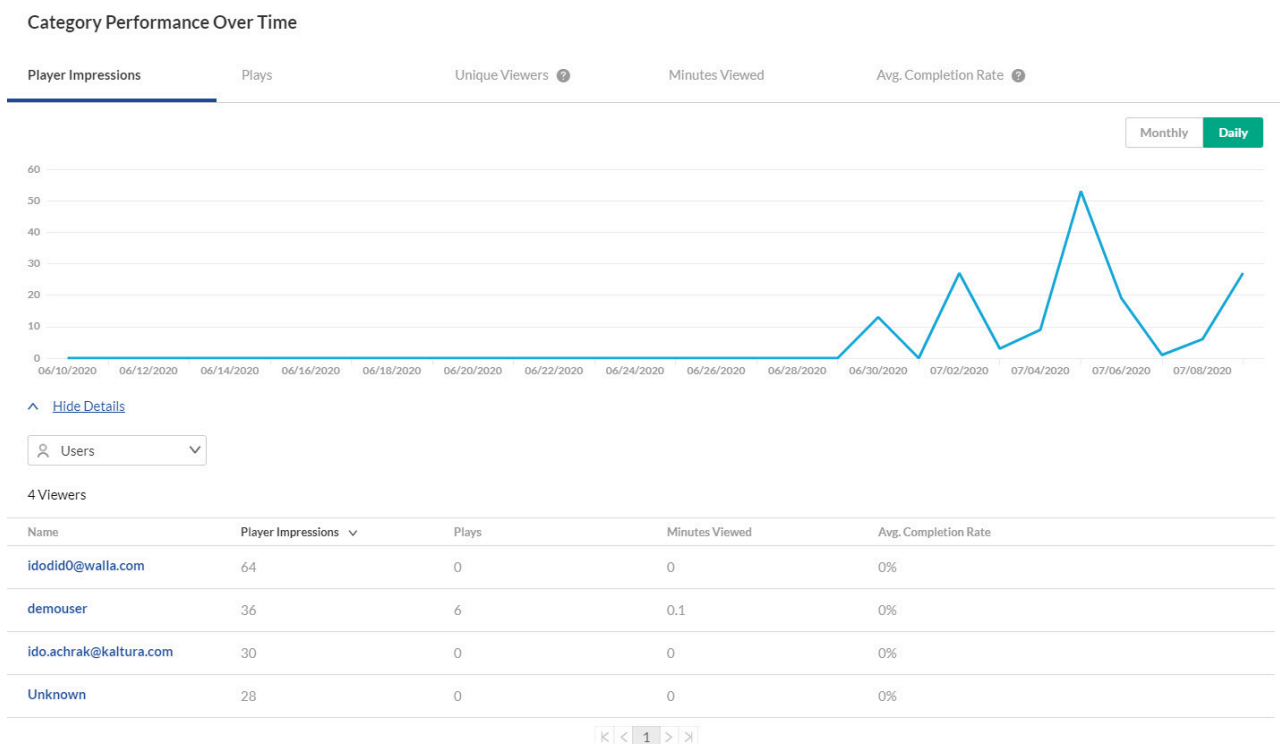 Category Performance Over Time
Player Impressions Plays Unique Viewers ? Minutes Viewed Avg. Completion Rate ?
Monthly Daily
60
50
40
30
20
10
0
06/10/2020 06/12/2020 06/14/2020 06/16/2020 06/18/2020 06/20/2020 06/22/2020 06/24/2020 06/26/2020 06/28/2020 06/30/2020 07/02/2020 07/04/2020 07/06/2020 07/08/2020
Hide Details
Users
4 Viewers
Name Player Impressions Plays Minutes Viewed Avg. Completion Rate
idodid0@walla.com 64 0 0 0%
demouser 36 6 0.1 0%
ido.achrak@kaltura.com 30 0 0 0%
Unknown 28 0 0 0%
1